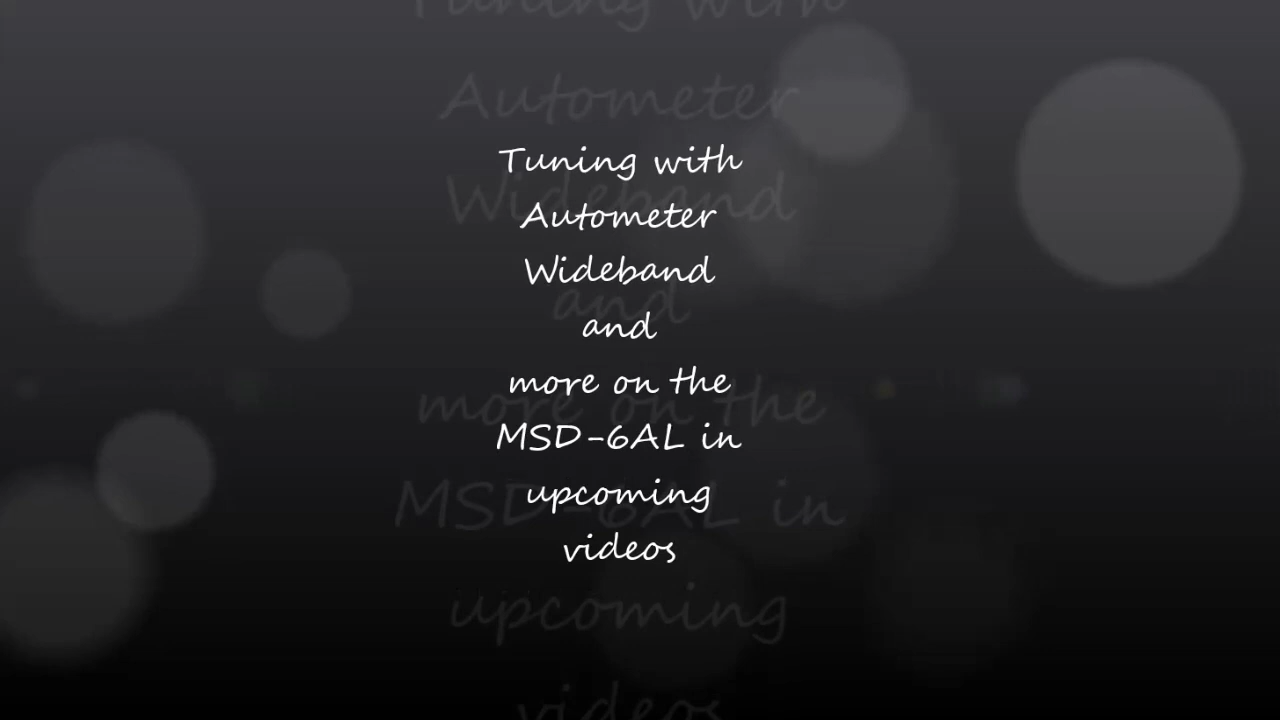 Tuning with
Autometer
Wideband
and
more on the
MSD-6AL in
upcoming
videos